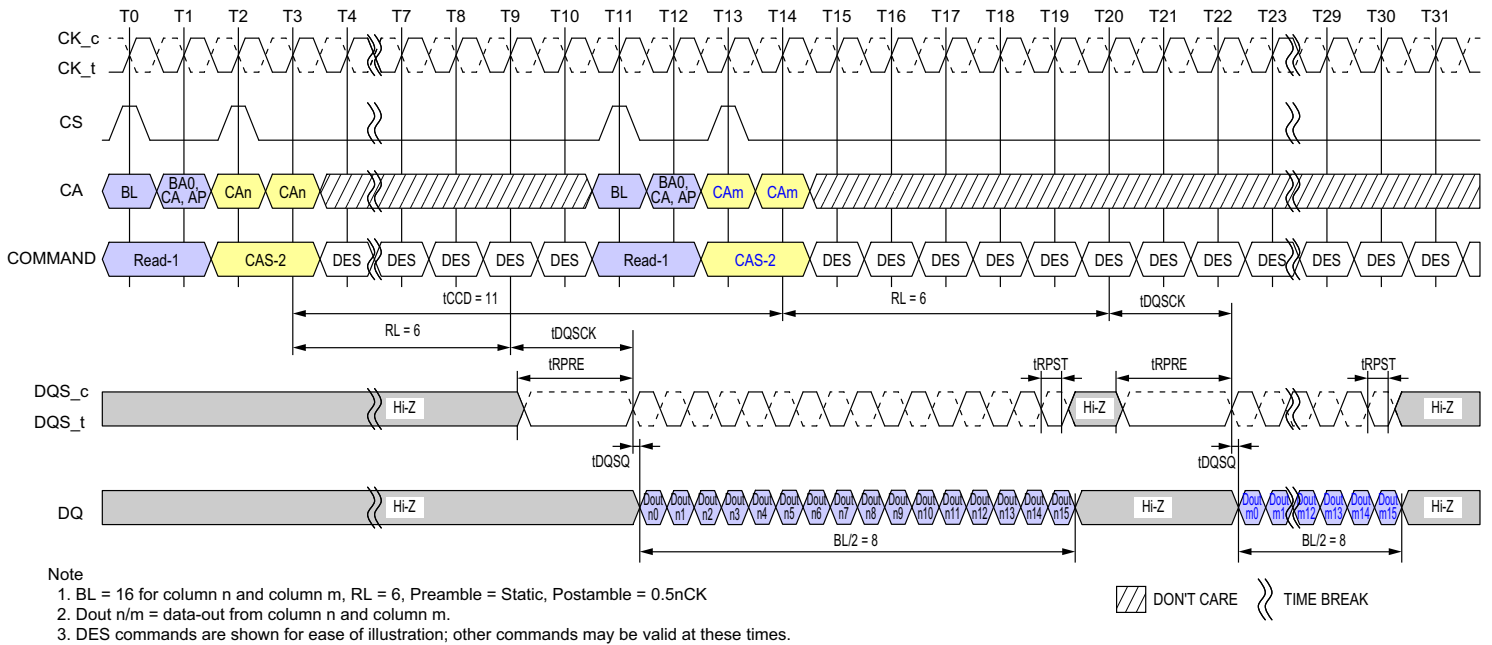 T0 T1 T2 T3 T4 T7 T8 T9 T10 T11 T12 T13 T14 T15 T16 T17 T18 T19 T20 T21 T22 T23 T29 T30 T31
CK_c
CK_t
CS
CA BL BA0, CA, AP CAn CAn BL BA0, CA, AP CAm CAm
COMMAND Read-1 CAS-2 DES DES DES DES DES Read-1 CAS-2 DES DES DES DES DES DES DES DES DES DES DES DES
tCCD = 11 RL = 6 tDQSCK
RL = 6 tDQSCK
tRPRE tRPST tRPRE tRPST
DQS_c
DQS_t
Hi-Z Hi-Z Hi-Z
tDQSQ tDQSQ
DQ Hi-Z Dout n0 Dout n1 Dout n2 Dout n3 Dout n4 Dout n5 Dout n6 Dout n7 Dout n8 Dout n9 Dout n10 Dout n11 Dout n12 Dout n13 Dout n14 Dout n15 Hi-Z Dout m0 Dout m1 Dout m12 Dout m13 Dout m14 Dout m15 Hi-Z
BL/2 = 8 BL/2 = 8
Note
1. BL = 16 for column n and column m, RL = 6, Preamble = Static, Postamble = 0.5nCK
2. Dout n/m = data-out from column n and column m.
3. DES commands are shown for ease of illustration; other commands may be valid at these times.
DON'T CARE TIME BREAK